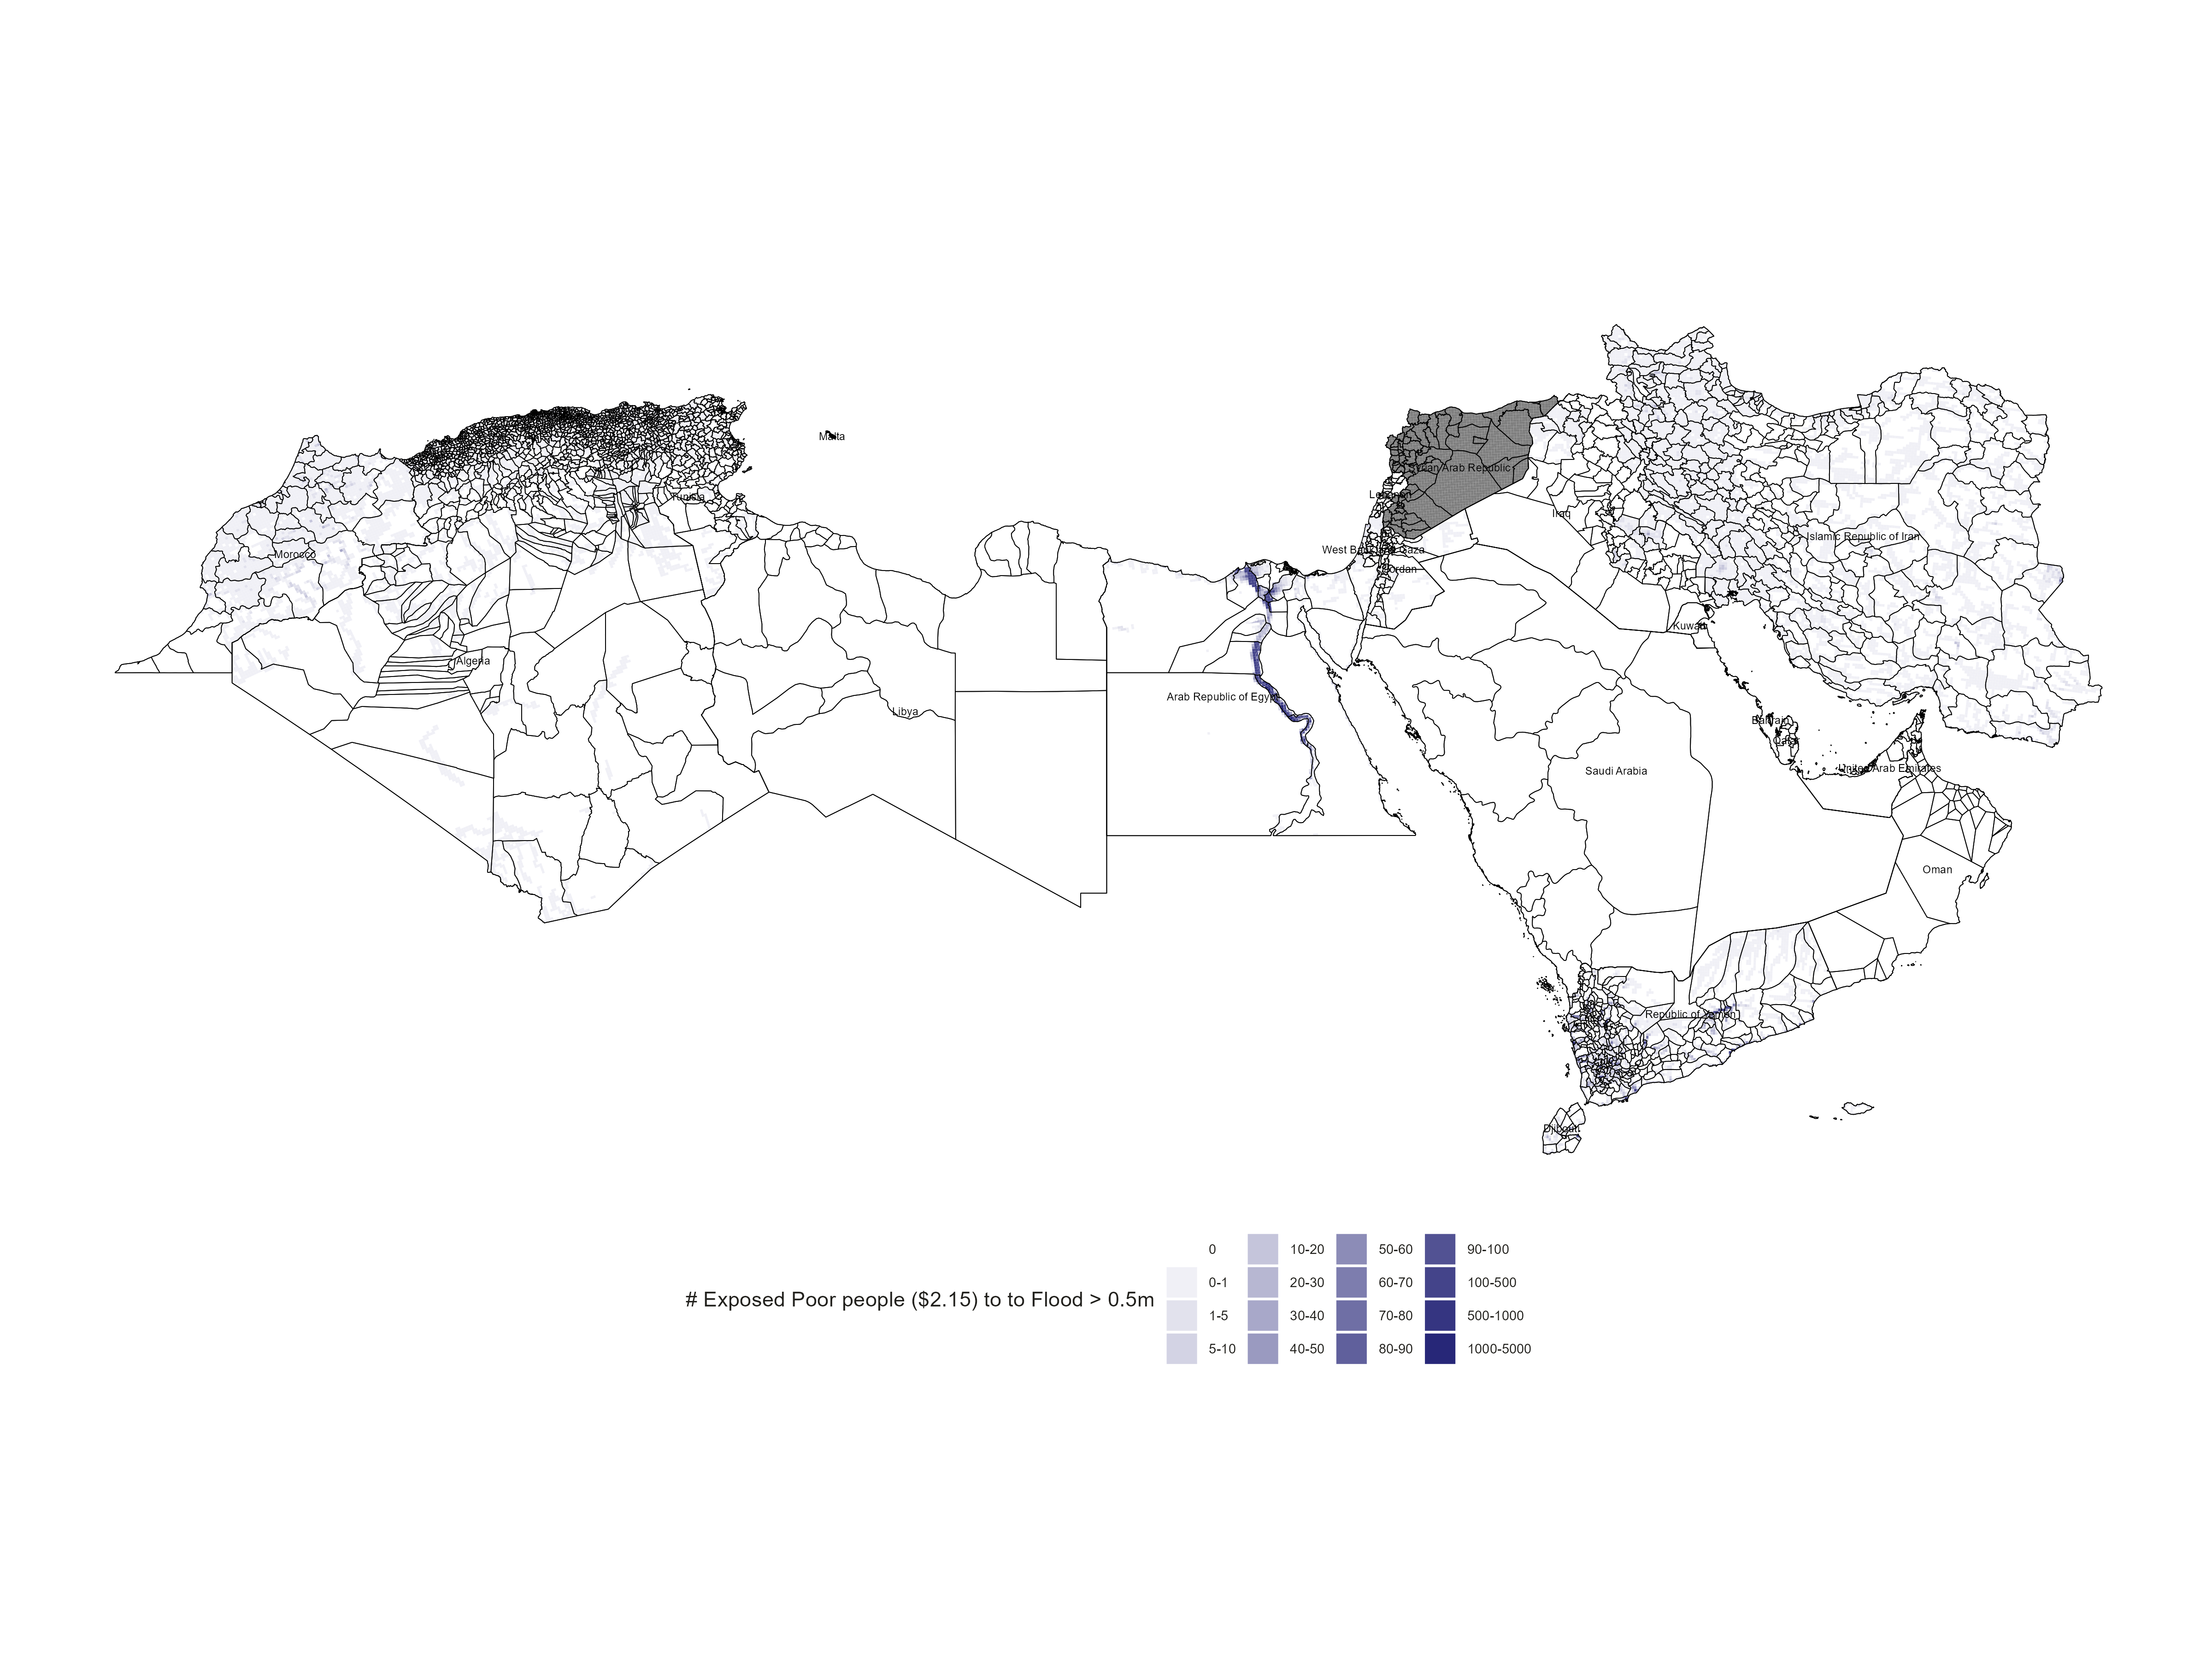 Malta
Syrian Arab Republic
Tunisia
Lebanon
Iraq
Islamic Republic of Iran
Morocco
West Bank and Gaza
Jordan
Kuwait
Algeria
Arab Republic of Egypt
Libya
Bahrain
Qatar
Saudi Arabia
United Arab Emirates
Oman
Republic of Yemen
Djibouti
# Exposed Poor people ($2.15) to to Flood > 0.5m
0 10-20 50-60 90-100
0-1 20-30 60-70 100-500
1-5 30-40 70-80 500-1000
5-10 40-50 80-90 1000-5000